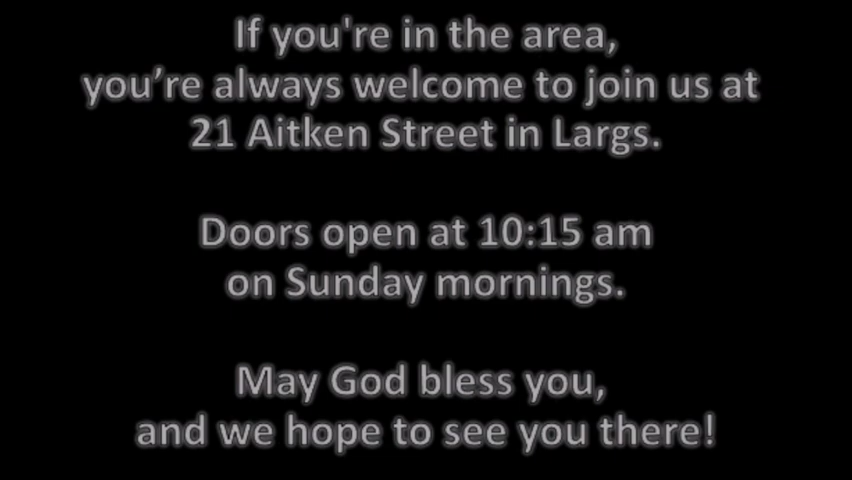 If you're in the area,
you’re always welcome to join us at
21 Aitken Street in Largs.
Doors open at 10:15 am
on Sunday mornings.
May God bless you,
and we hope to see you there!